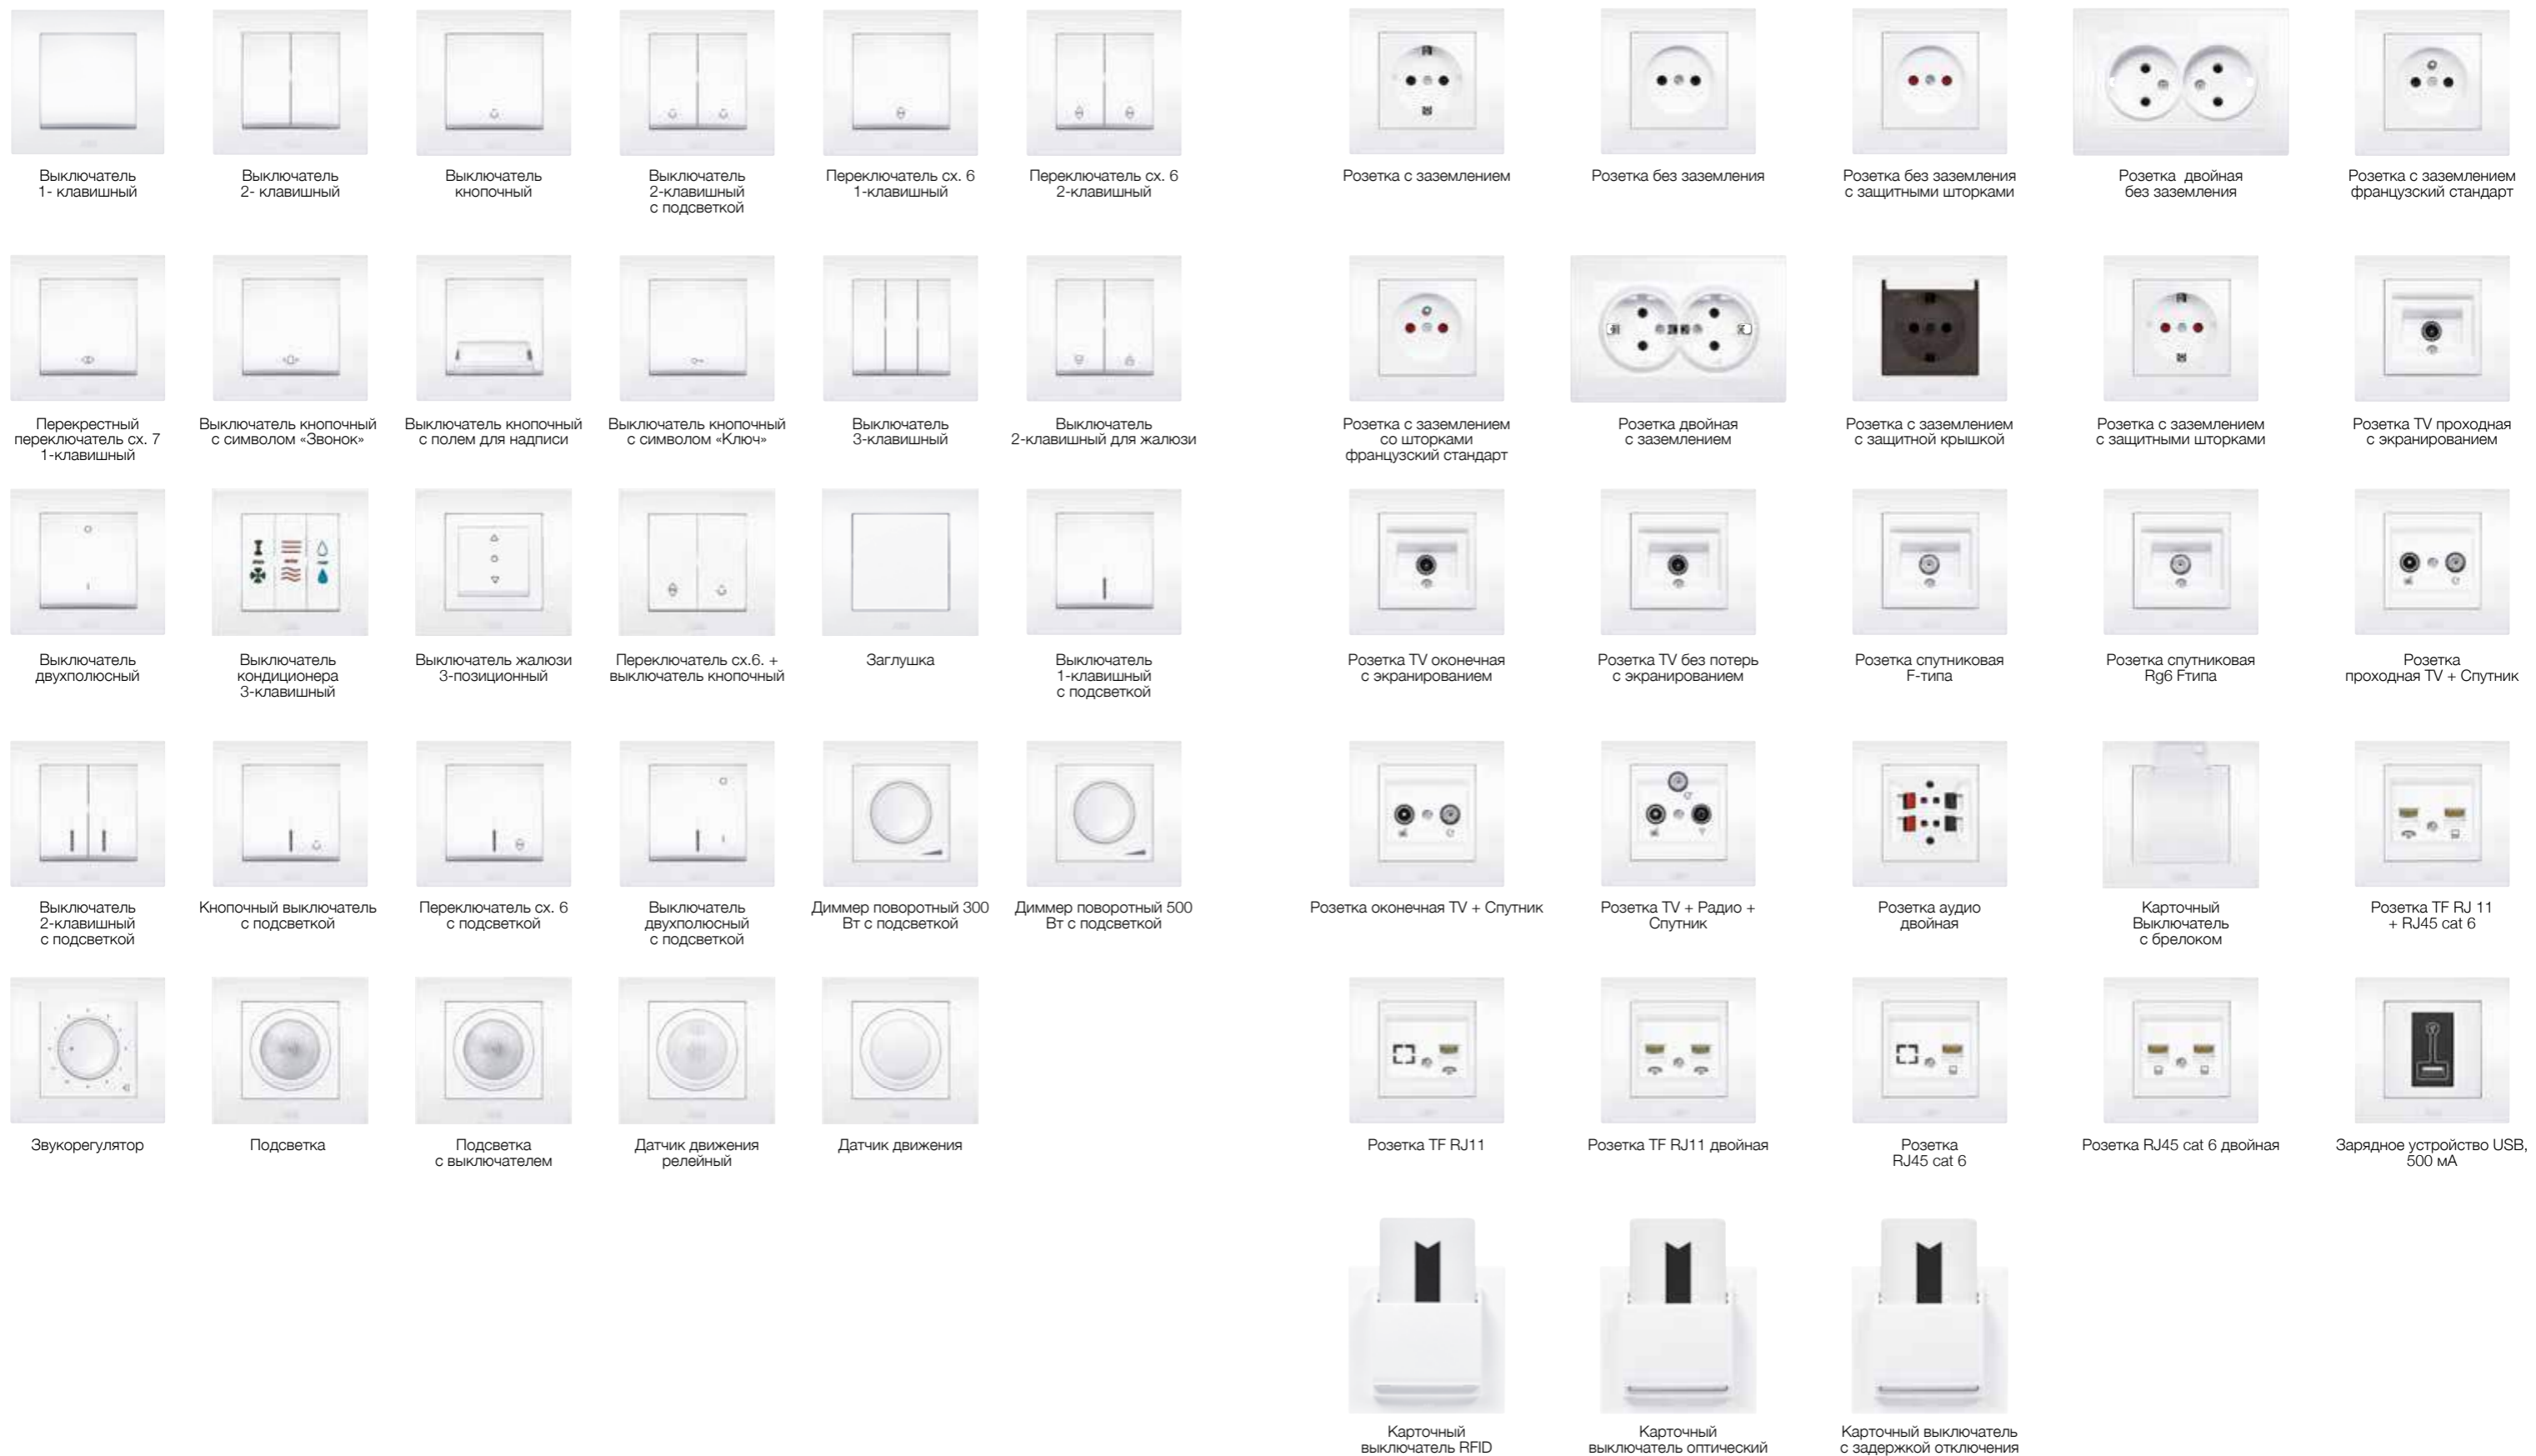 Выключатель
1- клавишный
Выключатель
2- клавишный
Выключатель
кнопочный
Выключатель
2-клавишный
с подсветкой
Переключатель сх. 6
1-клавишный
Переключатель сх. 6
2-клавишный
Перекрестный
переключатель сх. 7
1-клавишный
Выключатель кнопочный
с символом «Звонок»
Выключатель кнопочный
с полем для надписи
Выключатель кнопочный
с символом «Ключ»
Выключатель
3-клавишный
Выключатель
2-клавишный для жалюзи
Выключатель
двухполюсный
Выключатель
кондиционера
3-клавишный
Выключатель жалюзи
3-позиционный
Переключатель сх.6. +
выключатель кнопочный
Заглушка
Выключатель
1-клавишный
с подсветкой
Выключатель
2-клавишный
с подсветкой
Кнопочный выключатель
с подсветкой
Переключатель сх. 6
с подсветкой
Выключатель
двухполюсный
с подсветкой
Диммер поворотный 300
Вт с подсветкой
Диммер поворотный 500
Вт с подсветкой
Звукорегулятор
Подсветка
Подсветка
с выключателем
Датчик движения
релейный
Датчик движения
Розетка с заземлением
Розетка без заземления
Розетка без заземления
с защитными шторками
Розетка двойная
без заземления
Розетка с заземлением
французский стандарт
Розетка с заземлением
со шторками
французский стандарт
Розетка двойная
с заземлением
Розетка с заземлением
с защитной крышкой
Розетка с заземлением
с защитными шторками
Розетка TV проходная
с экранированием
Розетка TV оконечная
с экранированием
Розетка TV без потерь
с экранированием
Розетка спутниковая
F-типа
Розетка спутниковая
Rg6 Fтипа
Розетка
проходная TV + Спутник
Розетка оконечная TV + Спутник
Розетка TV + Радио +
Спутник
Розетка аудио
двойная
Карточный
Выключатель
с брелоком
Розетка TF RJ 11
+ RJ45 cat 6
Розетка TF RJ11
Розетка TF RJ11 двойная
Розетка
RJ45 cat 6
Розетка RJ45 cat 6 двойная
Зарядное устройство USB,
500 мА
Карточный
выключатель RFID
Карточный
выключатель оптический
Карточный выключатель
с задержкой отключения